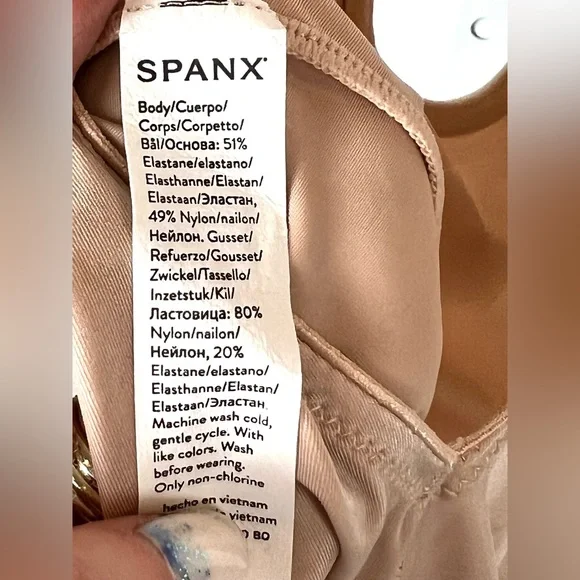 SPANX
Body/Cuerpo/
Corps/Corpetto/
Bål/Основа: 51%
Elastane/elastano/
Elasthanne/Elastan/
Elastaan/Эластан,
49% Nylon/nailon/
Нейлон. Gusset/
Refuerzo/Gousset/
Zwickel/Tassello/
Inzetstuk/Kil/
Ластовица: 80%
Nylon/nailon/
Нейлон, 20%
Elastane/elastano/
Elasthanne/Elastan/
Elastaan/Эластан.
Machine wash cold,
gentle cycle. With
like colors. Wash
before wearing.
Only non-chlorine
hecho en vietnam
vietnam
80